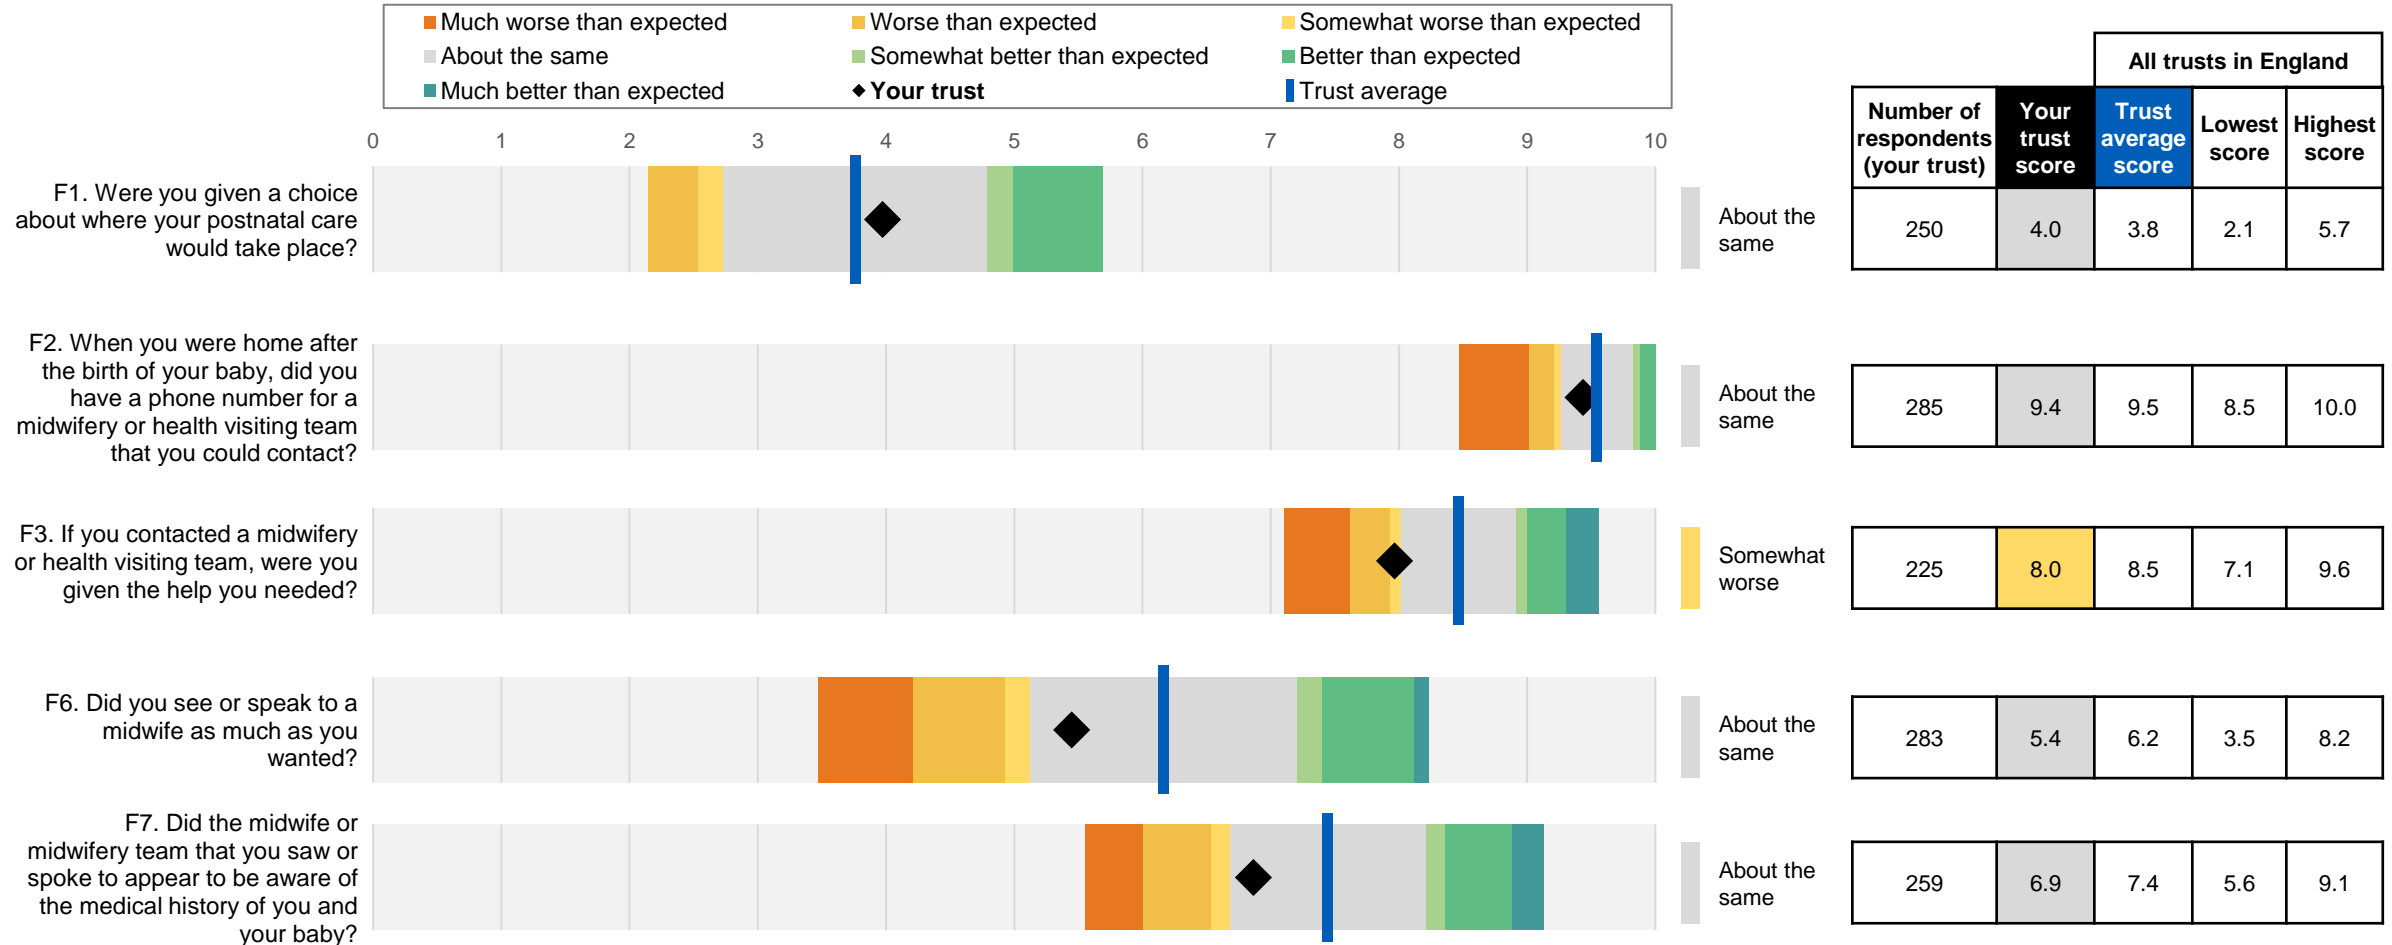 Much worse than expected
Worse than expected
Somewhat worse than expected
About the same
Somewhat better than expected
Better than expected
Much better than expected
Your trust
Trust average
All trusts in England
Number of
respondents
(your trust)
Your
trust
score
Trust
average
score
Lowest
score
Highest
score
0 1 2 3 4 5 6 7 8 9 10
F1. Were you given a choice
about where your postnatal care
would take place?
About the
same
250 4.0 3.8 2.1 5.7
F2. When you were home after
the birth of your baby, did you
have a phone number for a
midwifery or health visiting team
that you could contact?
About the
same
285 9.4 9.5 8.5 10.0
F3. If you contacted a midwifery
or health visiting team, were you
given the help you needed?
Somewhat
worse
225 8.0 8.5 7.1 9.6
F6. Did you see or speak to a
midwife as much as you
wanted?
About the
same
283 5.4 6.2 3.5 8.2
F7. Did the midwife or
midwifery team that you saw or
spoke to appear to be aware of
the medical history of you and
your baby?
About the
same
259 6.9 7.4 5.6 9.1